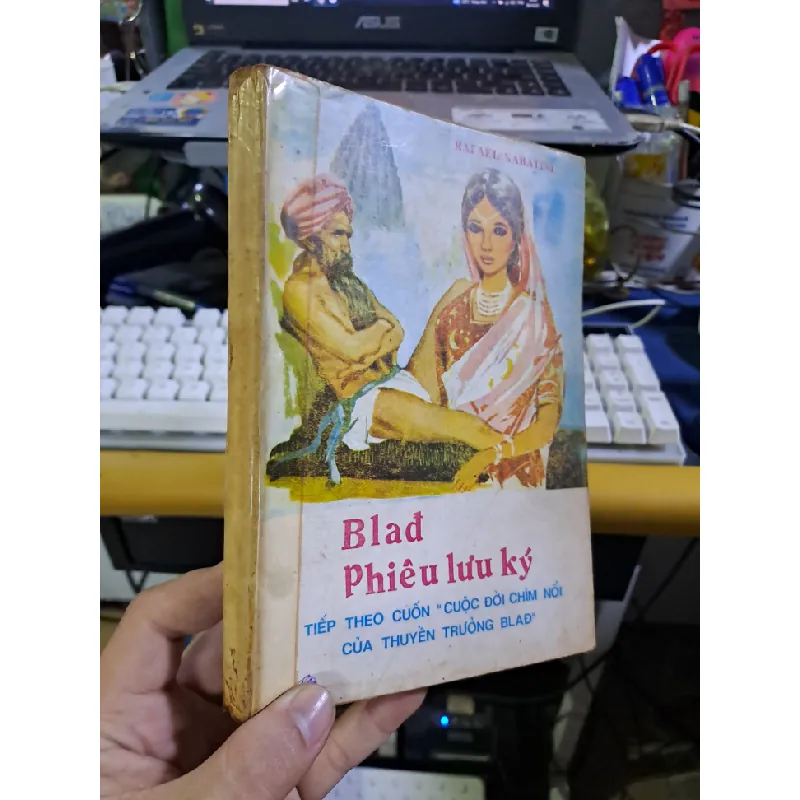 ASUS
RAFAEL SABATINI
Blađ
Phiêu lưu ký
TIẾP THEO CUỐN "CUỘC ĐỜI CHÌM NỔI
CỦA THUYỀN TRƯỞNG BLAĐ"